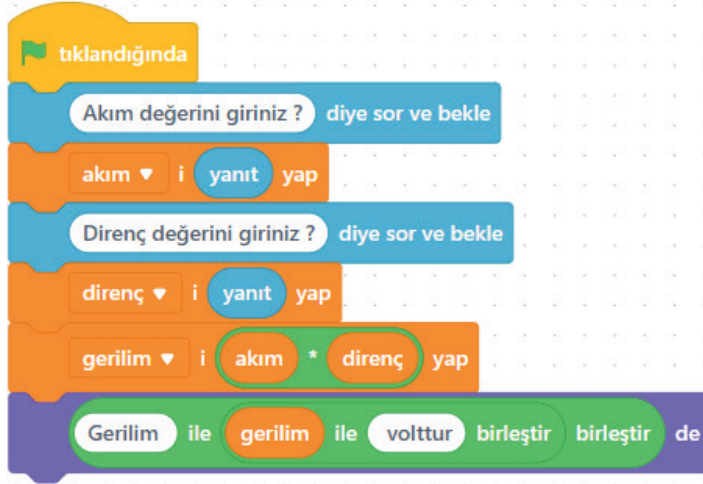 tıklandığında
Akım değerini giriniz ? diye sor ve bekle
akım i yanıt yap
Direnç değerini giriniz ? diye sor ve bekle
direnç i yanıt yap
gerilim i akım * direnç yap
Gerilim ile gerilim ile volttur birleştir birleştir de